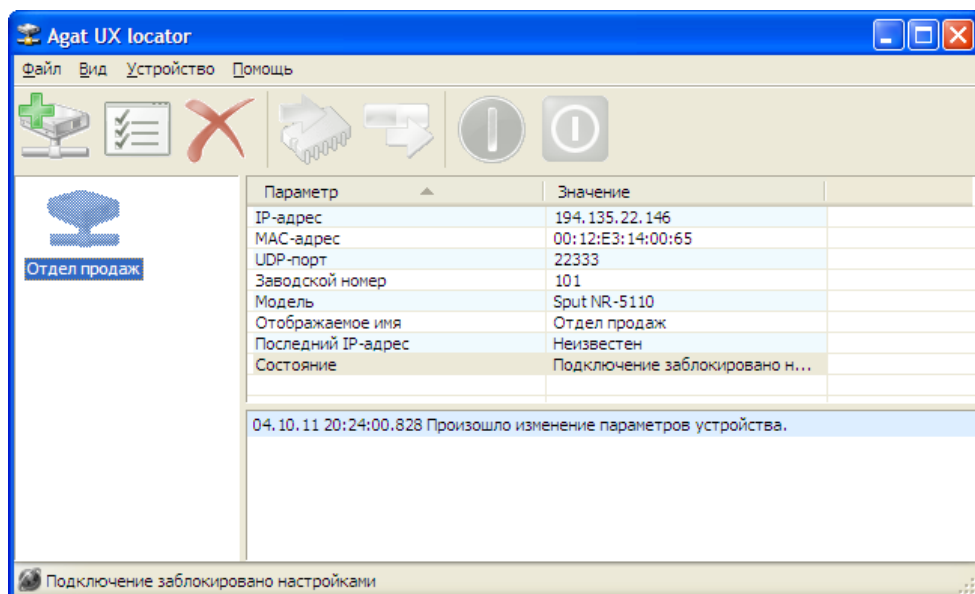 Agat UX locator
Файл Вид Устройство Помощь
Параметр Значение
IP-адрес 194.135.22.146
MAC-адрес 00:12:E3:14:00:65
UDP-порт 22333
Заводской номер 101
Модель Sput NR-5110
Отображаемое имя Отдел продаж
Последний IP-адрес Неизвестен
Состояние Подключение заблокировано н...
Отдел продаж
04.10.11 20:24:00.828 Произошло изменение параметров устройства.
Подключение заблокировано настройками